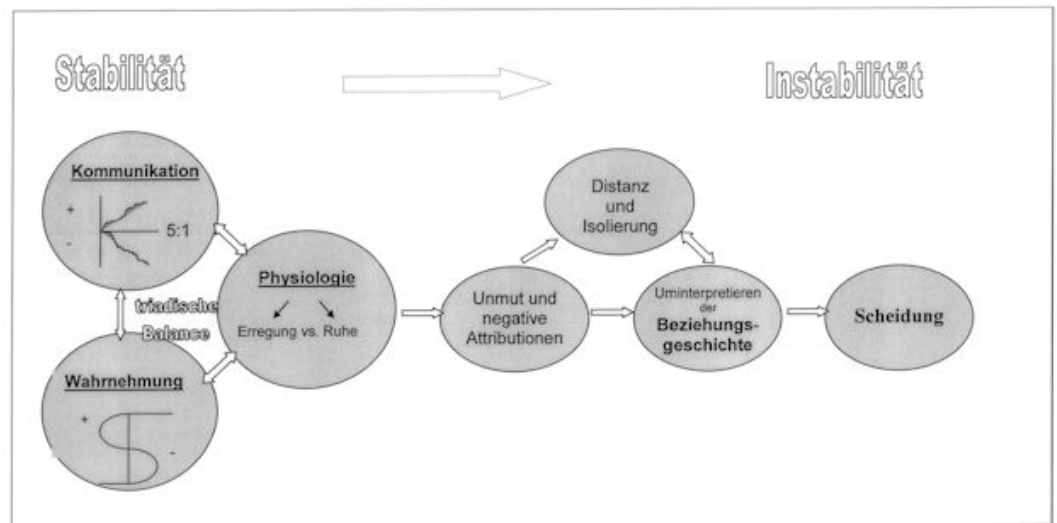 Stabilität
Instabilität
Kommunikation
+
-
5:1
triadische
Balance
Wahrnehmung
+
-
Physiologie
Erregung vs. Ruhe
Unmut und
negative
Attributionen
Distanz
und
Isolierung
Uminterpretieren
der
Beziehungs-
geschichte
Scheidung